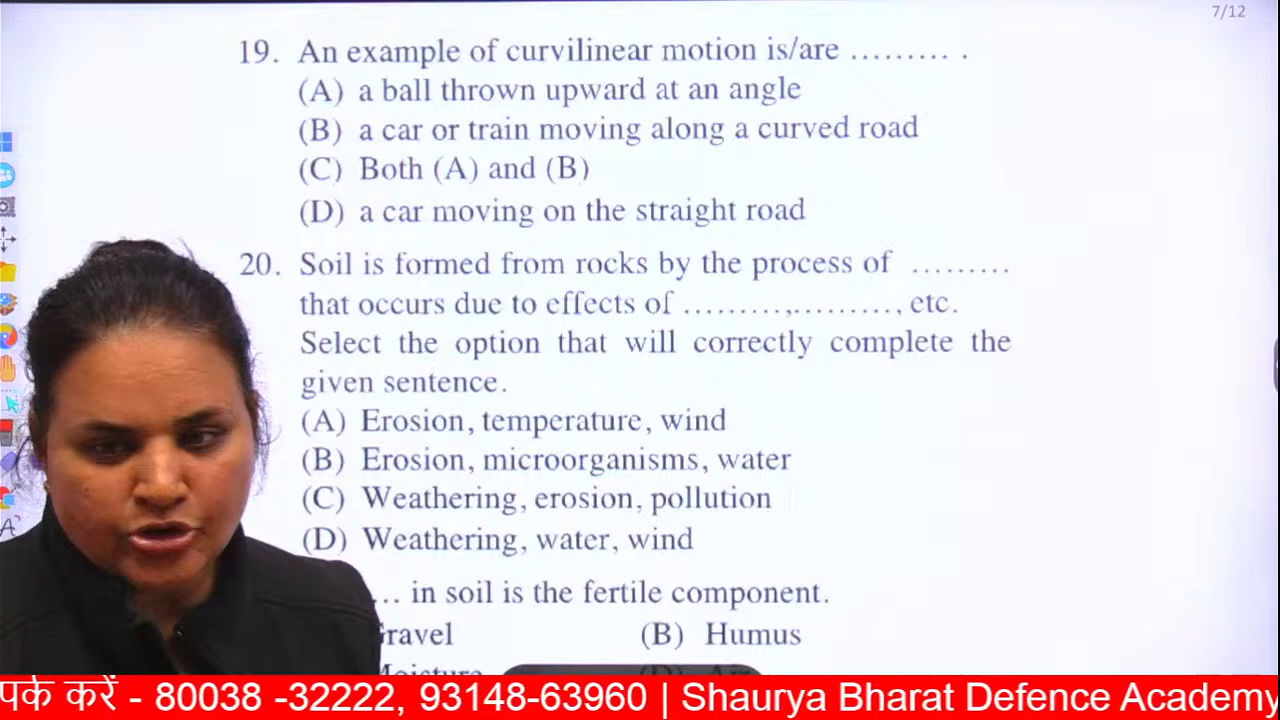 7/12
19. An example of curvilinear motion is/are ......... .
(A) a ball thrown upward at an angle
(B) a car or train moving along a curved road
(C) Both (A) and (B)
(D) a car moving on the straight road
20. Soil is formed from rocks by the process of .........
that occurs due to effects of .........,........., etc.
Select the option that will correctly complete the
given sentence.
(A) Erosion, temperature, wind
(B) Erosion, microorganisms, water
(C) Weathering, erosion, pollution
(D) Weathering, water, wind
... in soil is the fertile component.
Gravel (B) Humus
Moisture (D) Air
पर्क करें - 80038 -32222, 93148-63960 | Shaurya Bharat Defence Academy